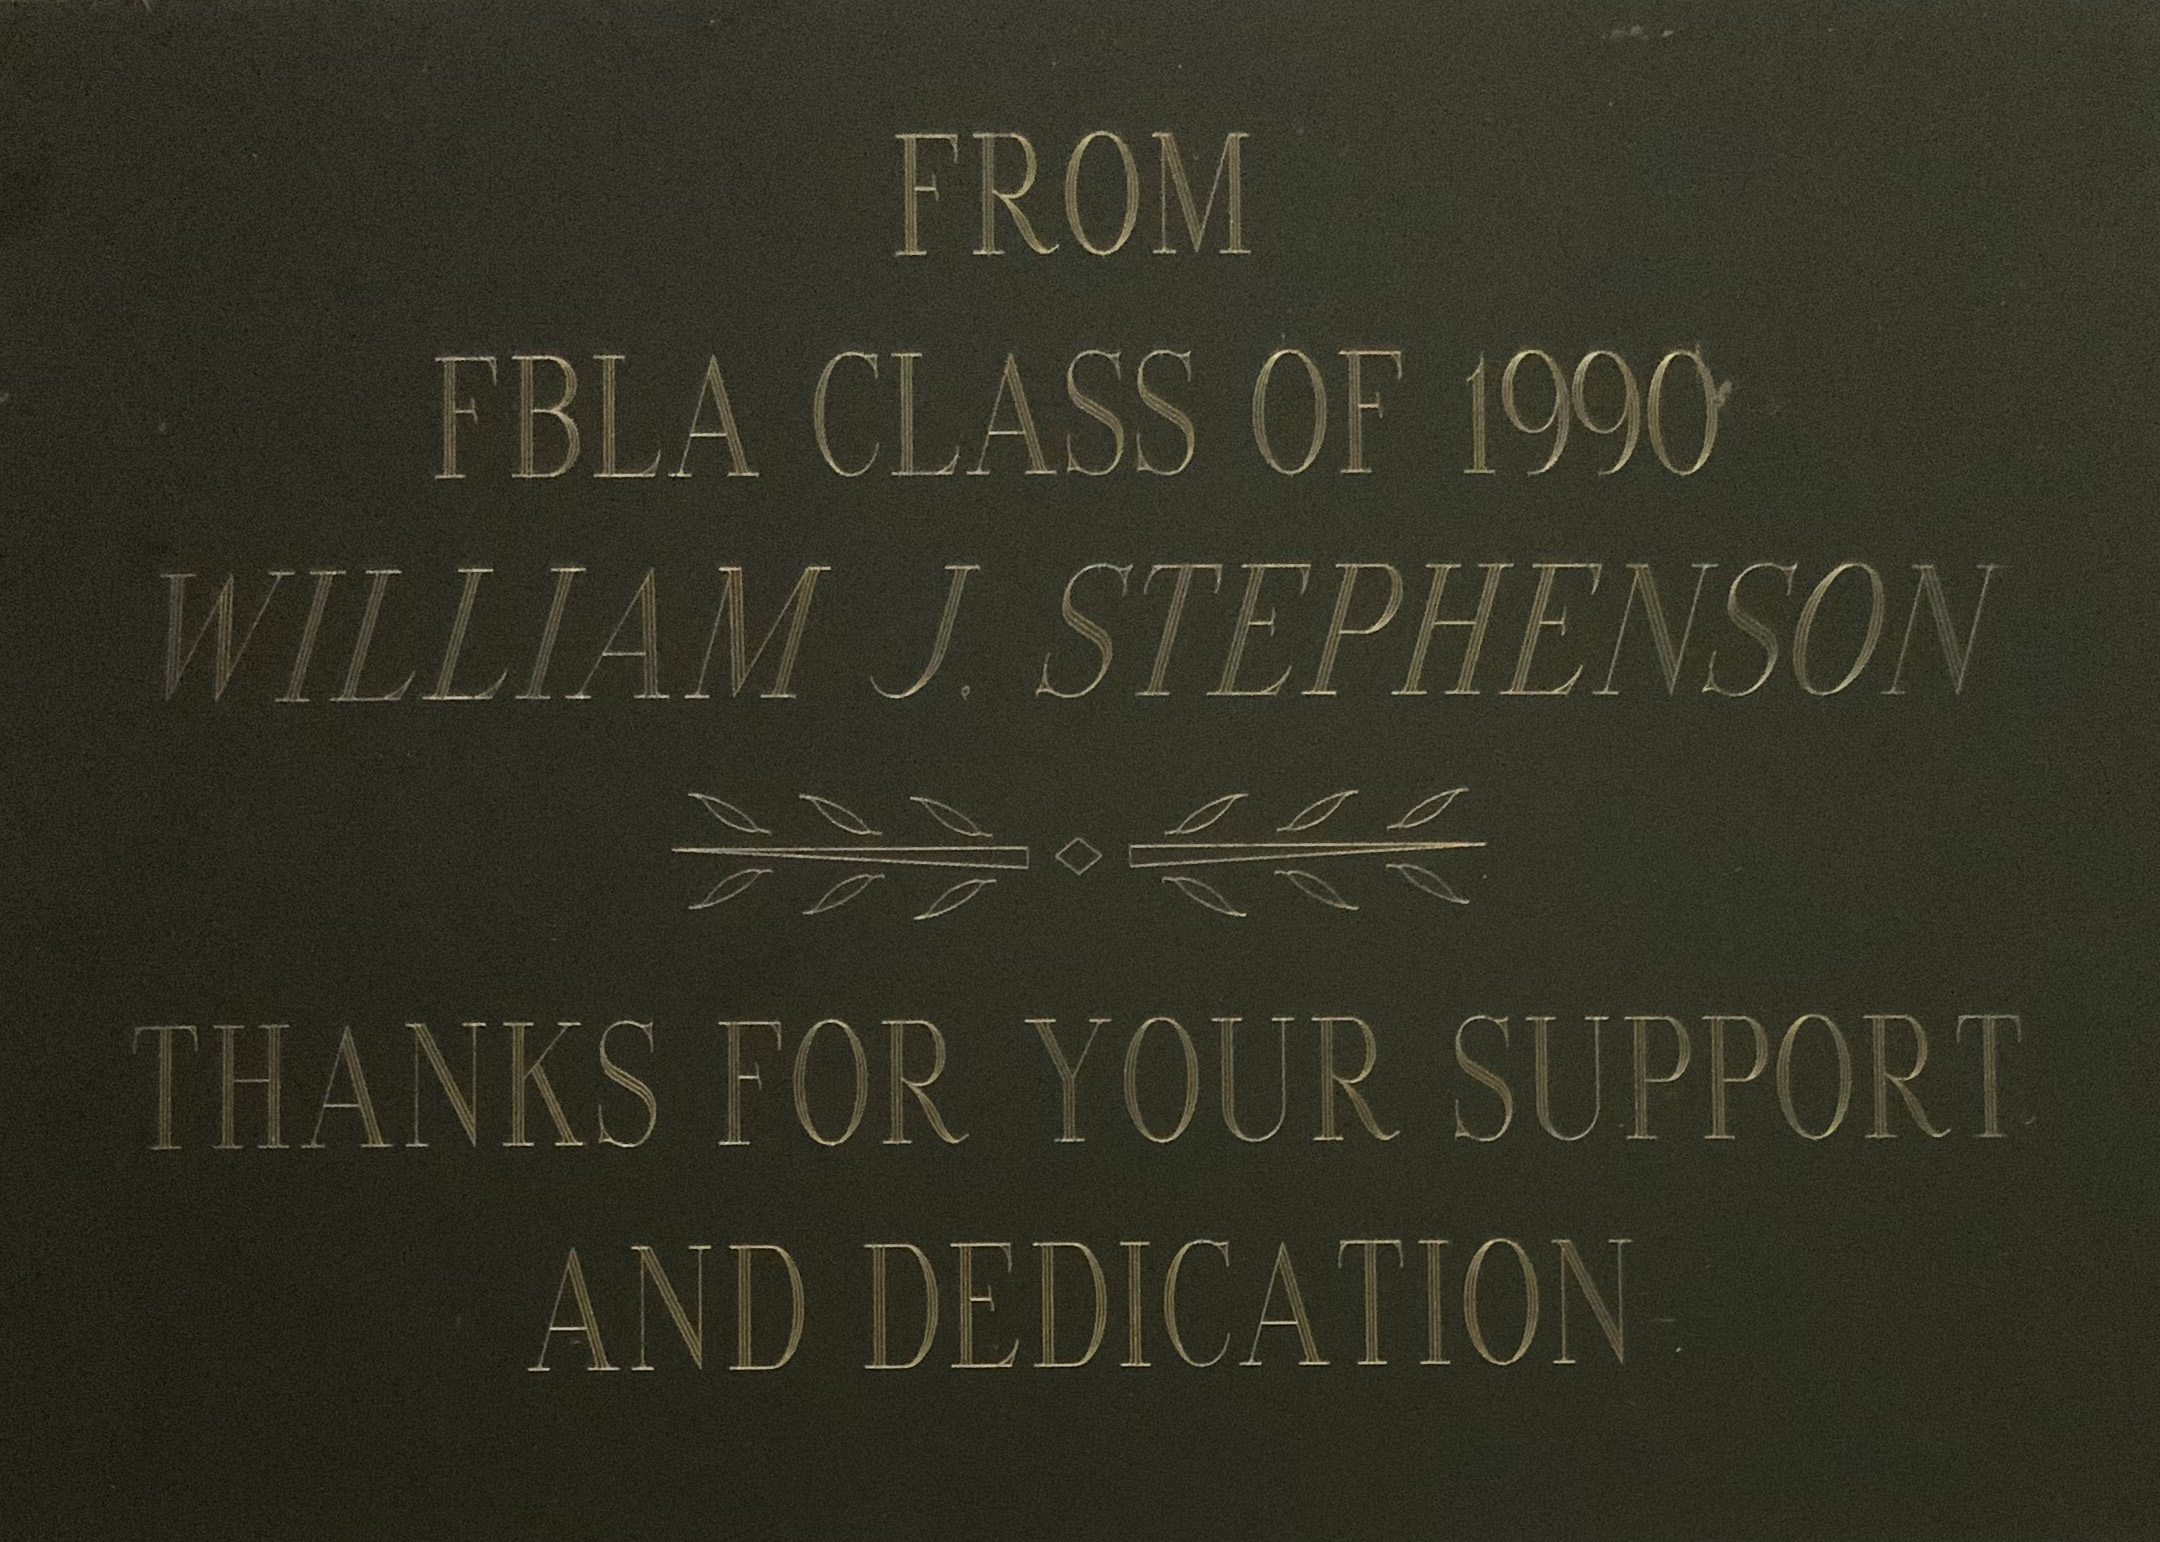 FROM
FBLA CLASS OF 1990
WILLIAM J. STEPHENSON
THANKS FOR YOUR SUPPORT
AND DEDICATION